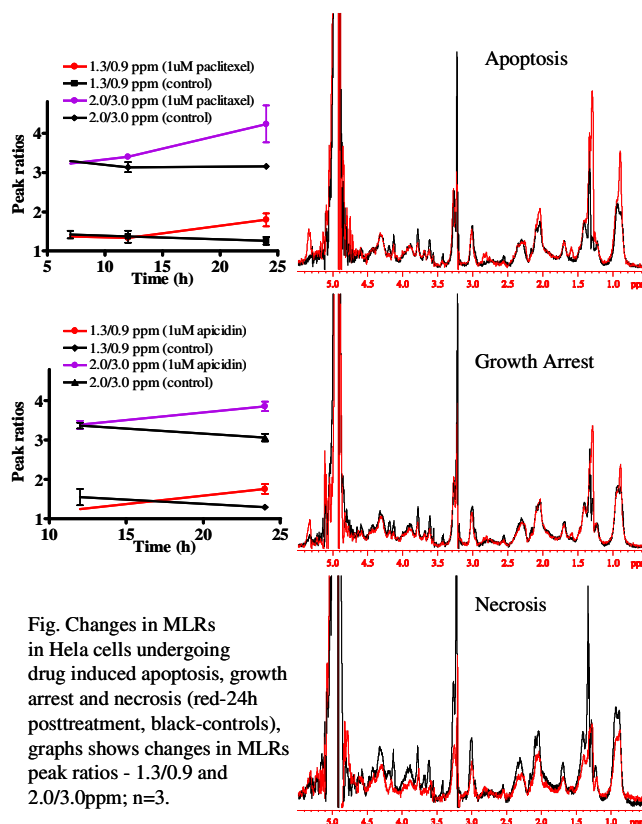 1.3/0.9 ppm (1uM paclitexel)
1.3/0.9 ppm (control)
2.0/3.0 ppm (1uM paclitaxel)
2.0/3.0 ppm (control)
Peak ratios
4
3
2
1
5 10 15 20 25
Time (h)
Apoptosis
5.0 4.5 4.0 3.5 3.0 2.5 2.0 1.5 1.0 pp
1.3/0.9 ppm (1uM apicidin)
1.3/0.9 ppm (control)
2.0/3.0 ppm (1uM apicidin)
2.0/3.0 ppm (control)
Peak ratios
4
3
2
1
10 15 20 25
Time (h)
Growth Arrest
5.0 4.5 4.0 3.5 3.0 2.5 2.0 1.5 1.0 pp
Necrosis
5.0 4.5 4.0 3.5 3.0 2.5 2.0 1.5 1.0 ppm
Fig. Changes in MLRs
in Hela cells undergoing
drug induced apoptosis, growth
arrest and necrosis (red-24h
posttreatment, black-controls),
graphs shows changes in MLRs
peak ratios - 1.3/0.9 and
2.0/3.0ppm; n=3.